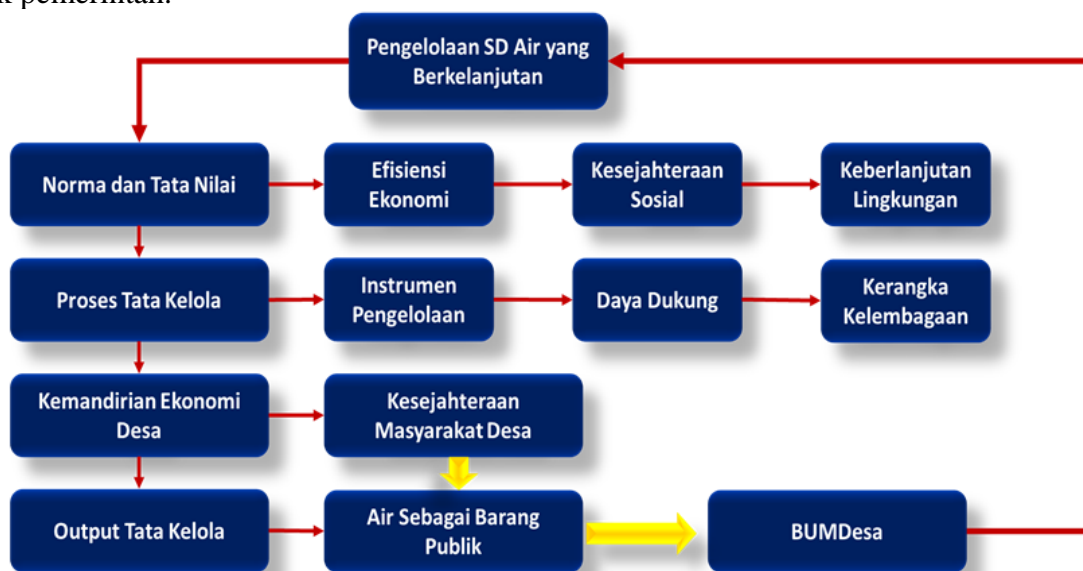 k pemerintah.
Pengelolaan SD Air yang
Berkelanjutan
Norma dan Tata Nilai
Efisiensi
Ekonomi
Kesejahteraan
Sosial
Keberlanjutan
Lingkungan
Proses Tata Kelola
Instrumen
Pengelolaan
Daya Dukung
Kerangka
Kelembagaan
Kemandirian Ekonomi
Desa
Kesejahteraan
Masyarakat Desa
Output Tata Kelola
Air Sebagai Barang
Publik
BUMDesa